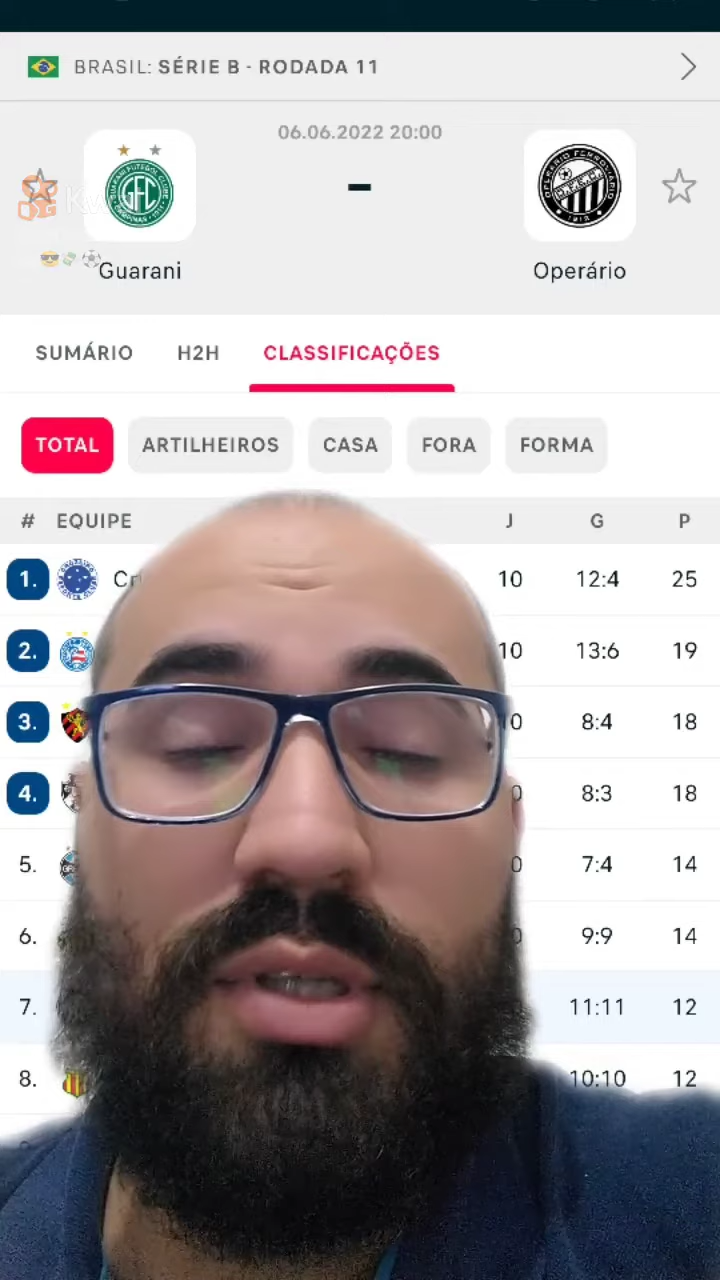 BRASIL: SÉRIE B - RODADA 11
06.06.2022 20:00
-
Guarani
Operário
SUMÁRIO H2H CLASSIFICAÇÕES
TOTAL ARTILHEIROS CASA FORA FORMA
# EQUIPE J G P
1. 10 12:4 25
2. 10 13:6 19
3. 8:4 18
4. 8:3 18
5. 7:4 14
6. 9:9 14
7. 11:11 12
8. 10:10 12